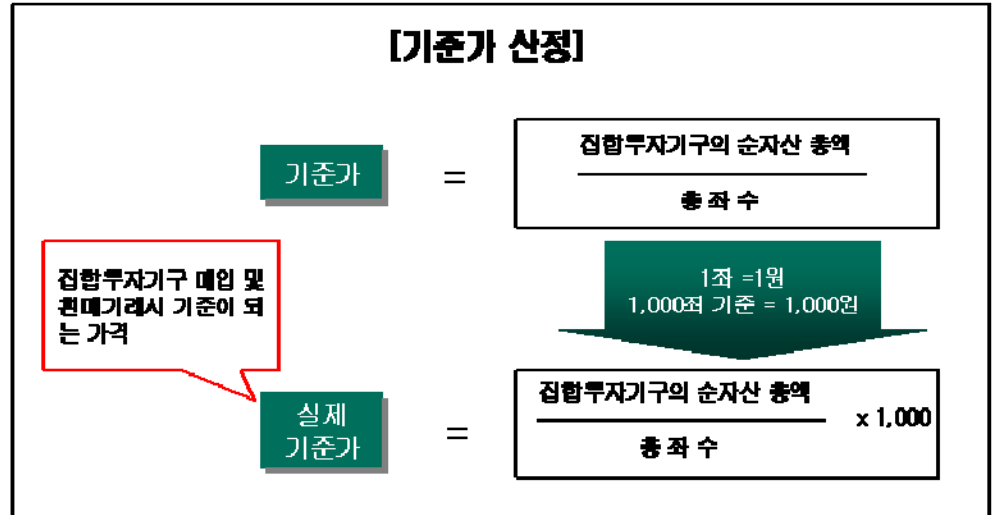 [기준가 산정]
기준가
=
집합투자기구의 순자산 총액
총 좌 수
집합투자기구 매입 및
환매거래시 기준이 되
는 가격
1좌 =1원
1,000좌 기준 = 1,000원
실제
기준가
=
집합투자기구의 순자산 총액
총 좌 수
x 1,000